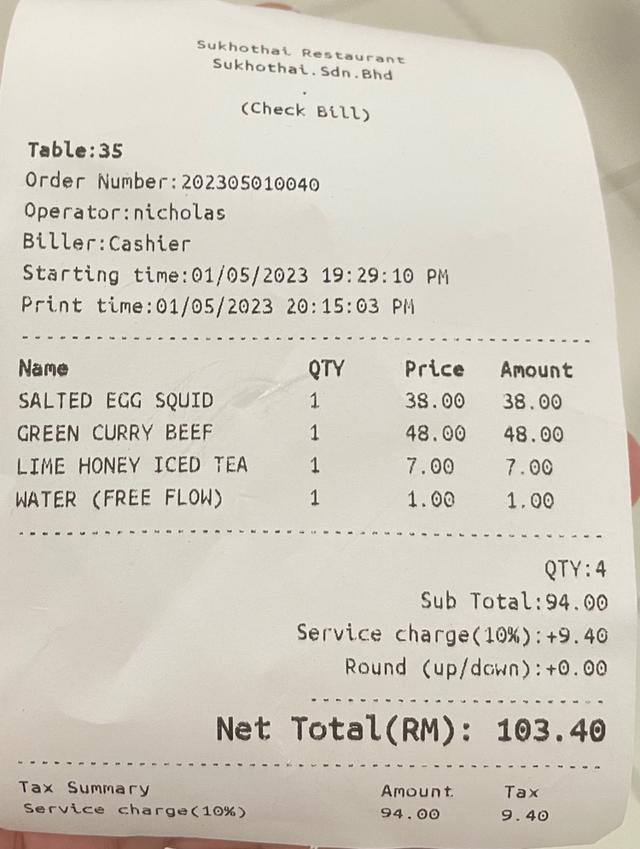 Sukhothai Restaurant
Sukhothai.Sdn.Bhd
.
(Check Bill)
Table:35
Order Number:202305010040
Operator:nicholas
Biller:Cashier
Starting time:01/05/2023 19:29:10 PM
Print time:01/05/2023 20:15:03 PM
Name QTY Price Amount
SALTED EGG SQUID 1 38.00 38.00
GREEN CURRY BEEF 1 48.00 48.00
LIME HONEY ICED TEA 1 7.00 7.00
WATER (FREE FLOW) 1 1.00 1.00
QTY:4
Sub Total:94.00
Service charge(10%):+9.40
Round (up/down):+0.00
Net Total(RM): 103.40
Tax Summary Amount Tax
Service charge(10%) 94.00 9.40